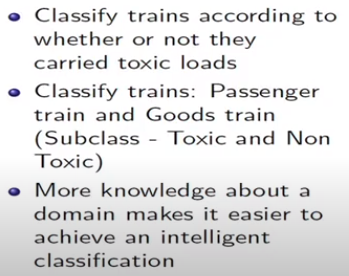 Classify trains according to
whether or not they
carried toxic loads
Classify trains: Passenger
train and Goods train
(Subclass - Toxic and Non
Toxic)
More knowledge about a
domain makes it easier to
achieve an intelligent
classification